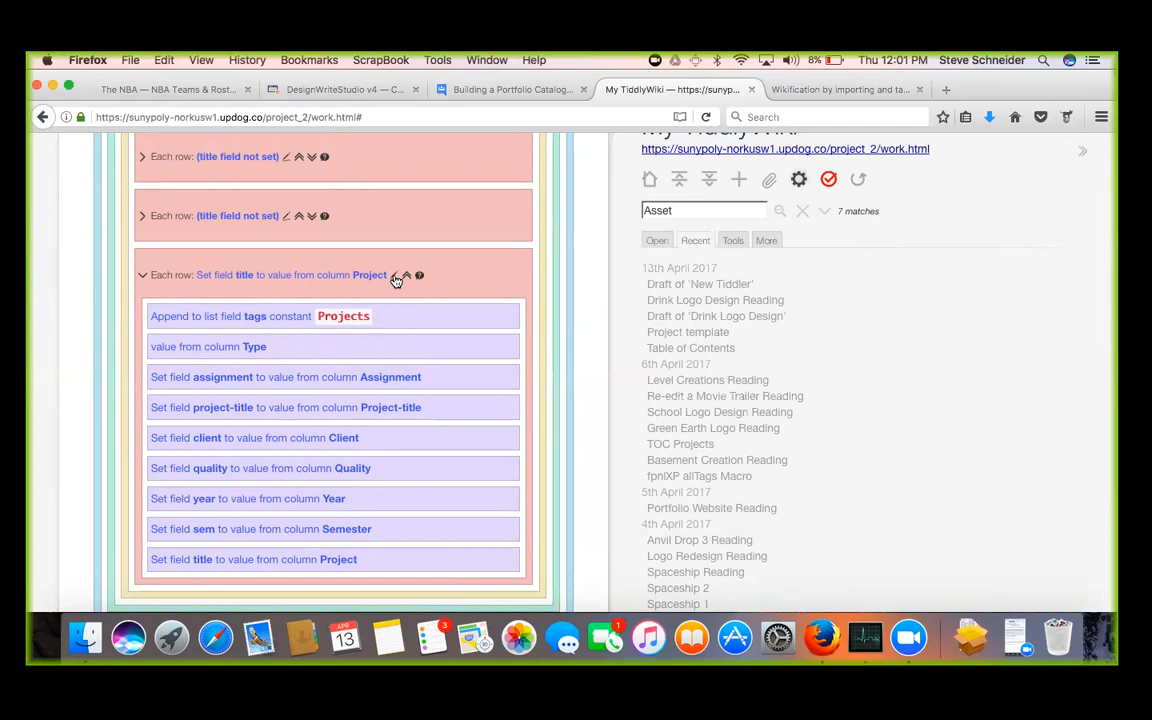 Firefox File Edit View History Bookmarks ScrapBook Tools Window Help 8% Thu 12:01 PM Steve Schneider
The NBA — NBA Teams & Rost... DesignWriteStudio v4 — C... Building a Portfolio Catalog... My TiddlyWiki — https://sunyp... Wikification by importing and ta...
https://sunypoly-norkusw1.updog.co/project_2/work.html# Search
https://sunypoly-norkusw1.updog.co/project_2/work.html
Asset 7 matches
Open Recent Tools More
Each row: (title field not set)
Each row: (title field not set)
Each row: Set field title to value from column Project
Append to list field tags constant Projects
value from column Type
Set field assignment to value from column Assignment
Set field project-title to value from column Project-title
Set field client to value from column Client
Set field quality to value from column Quality
Set field year to value from column Year
Set field sem to value from column Semester
Set field title to value from column Project
13th April 2017
Draft of 'New Tiddler'
Drink Logo Design Reading
Draft of 'Drink Logo Design'
Project template
Table of Contents
6th April 2017
Level Creations Reading
Re-edit a Movie Trailer Reading
School Logo Design Reading
Green Earth Logo Reading
TOC Projects
Basement Creation Reading
fpnlXP allTags Macro
5th April 2017
Portfolio Website Reading
4th April 2017
Anvil Drop 3 Reading
Logo Redesign Reading
Spaceship Reading
Spaceship 2
Spaceship 1
APR
13
3
1